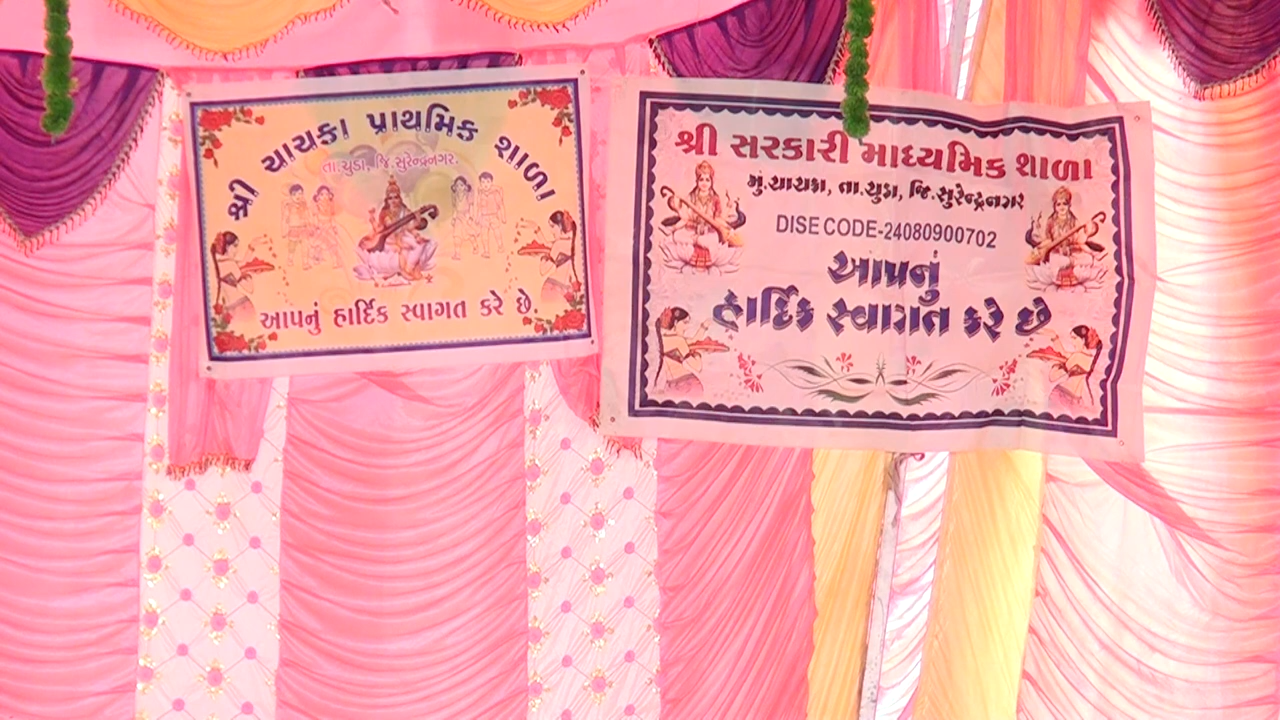 શ્રી ચાચકા પ્રાથમિક શાળા
તા.ચુડા, જિ.સુરેન્દ્રનગર.
આપનું હાર્દિક સ્વાગત કરે છે.
શ્રી સરકારી માધ્યમિક શાળા
મું.ચાચકા, તા.ચુડા, જિ.સુરેન્દ્રનગર
DISE CODE-24080900702
આપનું
હાર્દિક સ્વાગત કરે છે